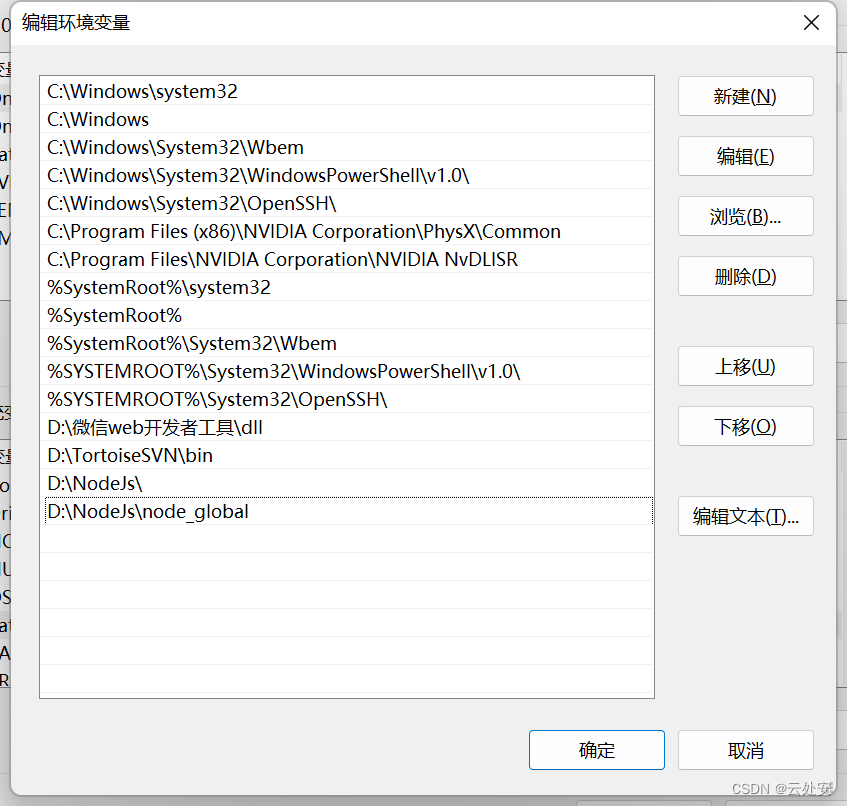 编辑环境变量
C:\Windows\system32
C:\Windows
C:\Windows\System32\Wbem
C:\Windows\System32\WindowsPowerShell\v1.0\
C:\Windows\System32\OpenSSH\
C:\Program Files (x86)\NVIDIA Corporation\PhysX\Common
C:\Program Files\NVIDIA Corporation\NVIDIA NvDLISR
%SystemRoot%\system32
%SystemRoot%
%SystemRoot%\System32\Wbem
%SYSTEMROOT%\System32\WindowsPowerShell\v1.0\
%SYSTEMROOT%\System32\OpenSSH\
D:\微信web开发者工具\dll
D:\TortoiseSVN\bin
D:\NodeJs\
D:\NodeJs\node_global
新建(N)
编辑(E)
浏览(B)...
删除(D)
上移(U)
下移(O)
编辑文本(T)...
确定
取消
CSDN @云处安